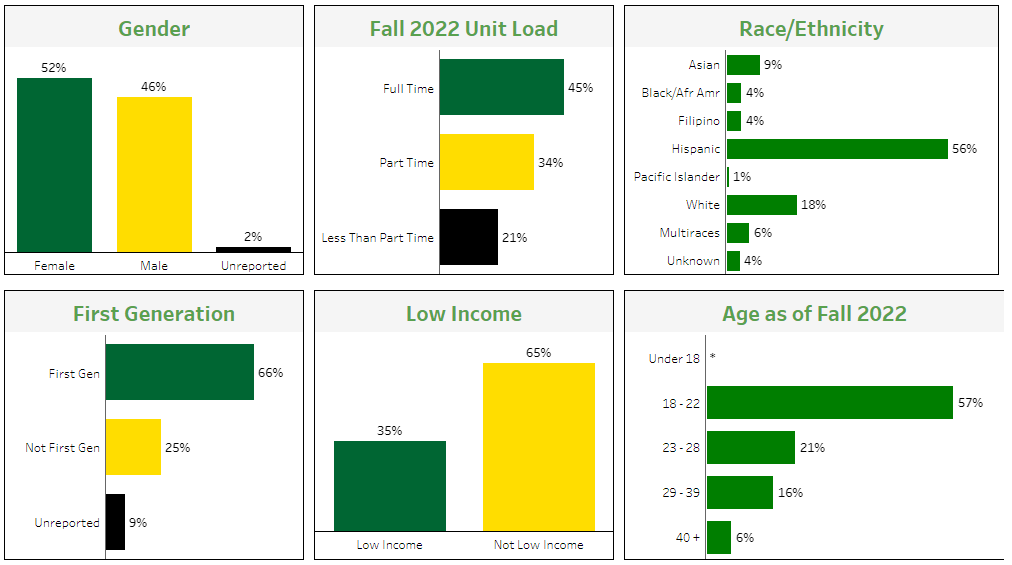 Gender
52%
46%
2%
Female Male Unreported
Fall 2022 Unit Load
Full Time 45%
Part Time 34%
Less Than Part Time 21%
Race/Ethnicity
Asian 9%
Black/Afr Amr 4%
Filipino 4%
Hispanic 56%
Pacific Islander 1%
White 18%
Multiraces 6%
Unknown 4%
First Generation
First Gen 66%
Not First Gen 25%
Unreported 9%
Low Income
65%
35%
Low Income Not Low Income
Age as of Fall 2022
Under 18 *
18 - 22 57%
23 - 28 21%
29 - 39 16%
40 + 6%